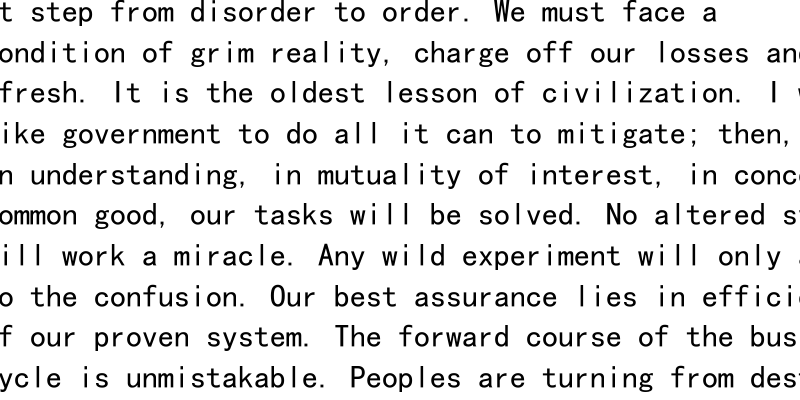 t step from disorder to order. We must face a
ondition of grim reality, charge off our losses an
fresh. It is the oldest lesson of civilization. I
ike government to do all it can to mitigate; then,
n understanding, in mutuality of interest, in conc
ommon good, our tasks will be solved. No altered s
ill work a miracle. Any wild experiment will only
o the confusion. Our best assurance lies in effici
f our proven system. The forward course of the bus
ycle is unmistakable. Peoples are turning from des